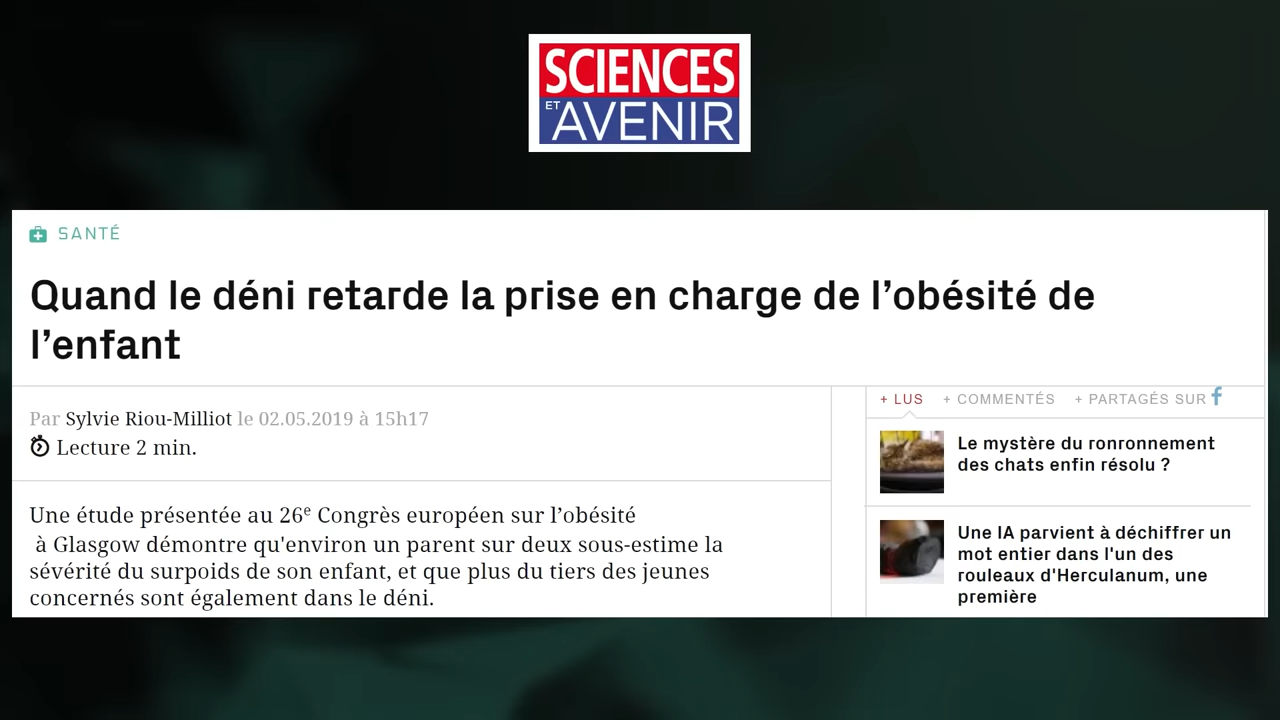 SCIENCES
ET AVENIR
SANTÉ
Quand le déni retarde la prise en charge de l’obésité de
l’enfant
Par Sylvie Riou-Milliot le 02.05.2019 à 15h17
Lecture 2 min.
Une étude présentée au 26e Congrès européen sur l’obésité
à Glasgow démontre qu'environ un parent sur deux sous-estime la
sévérité du surpoids de son enfant, et que plus du tiers des jeunes
concernés sont également dans le déni.
+ LUS + COMMENTÉS + PARTAGÉS SUR
Le mystère du ronronnement
des chats enfin résolu ?
Une IA parvient à déchiffrer un
mot entier dans l'un des
rouleaux d'Herculanum, une
première